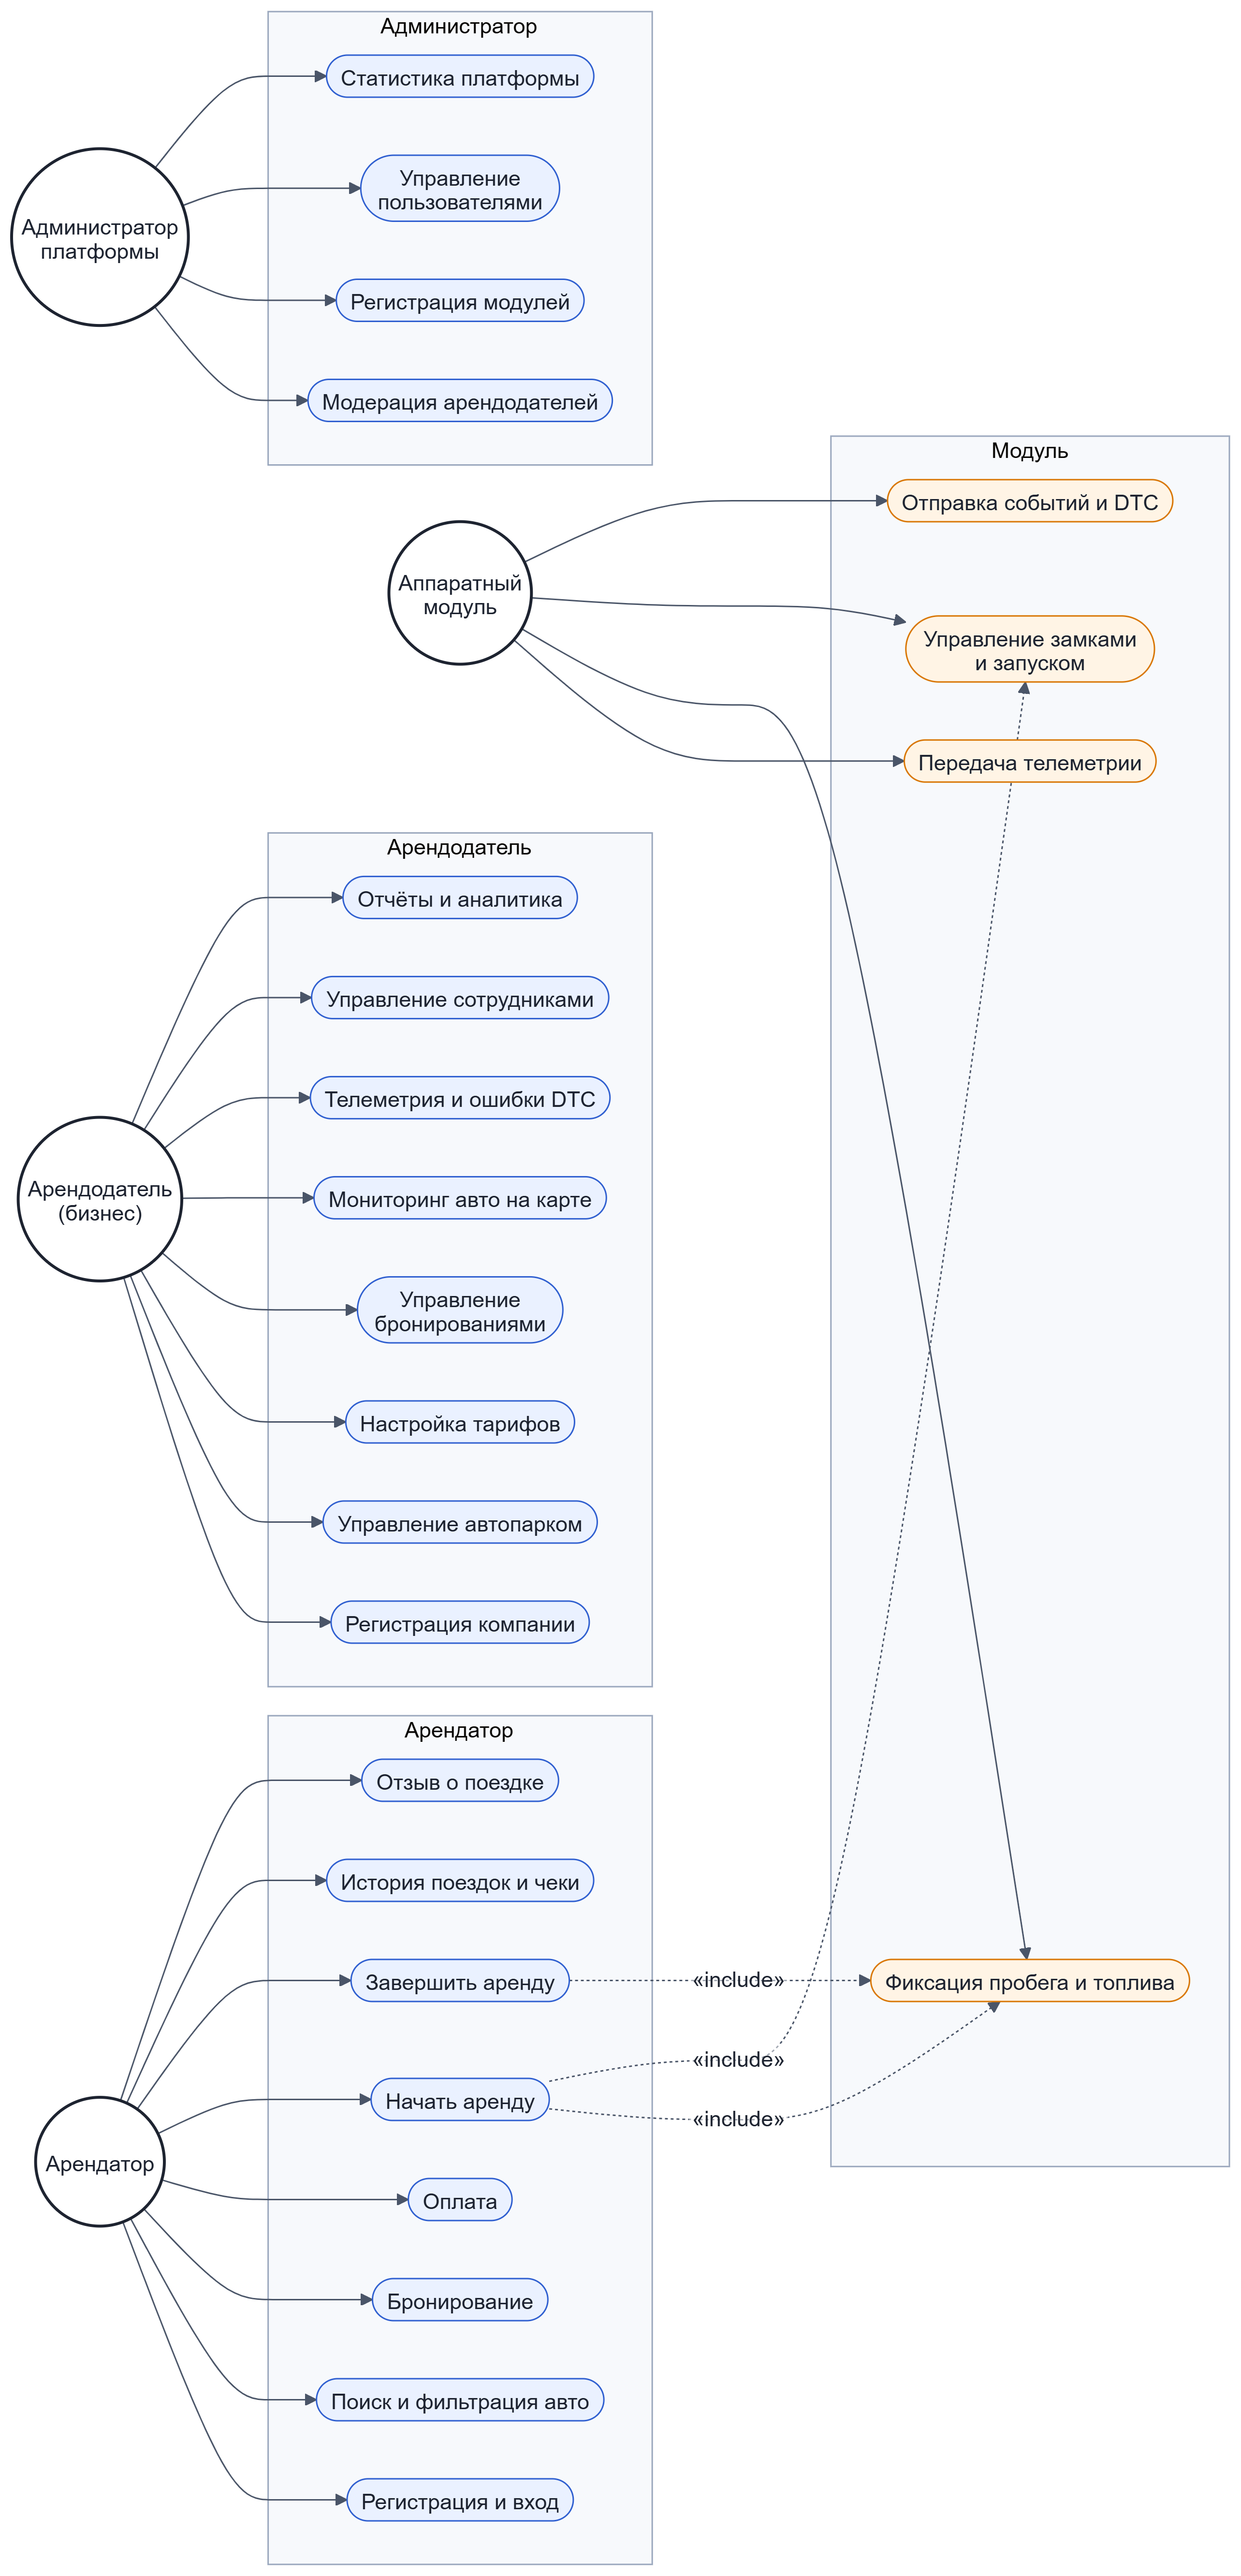 Администратор
Статистика платформы
Управление
пользователями
Администратор
платформы
Регистрация модулей
Модерация арендодателей
Модуль
Отправка событий и DTC
Аппаратный
модуль
Управление замками
и запуском
Передача телеметрии
Арендодатель
Отчёты и аналитика
Управление сотрудниками
Телеметрия и ошибки DTC
Арендодатель
(бизнес)
Мониторинг авто на карте
Управление
бронированиями
Настройка тарифов
Управление автопарком
Регистрация компании
Арендатор
Отзыв о поездке
История поездок и чеки
Завершить аренду
«include»
Фиксация пробега и топлива
«include»
Начать аренду
«include»
Арендатор
Оплата
Бронирование
Поиск и фильтрация авто
Регистрация и вход